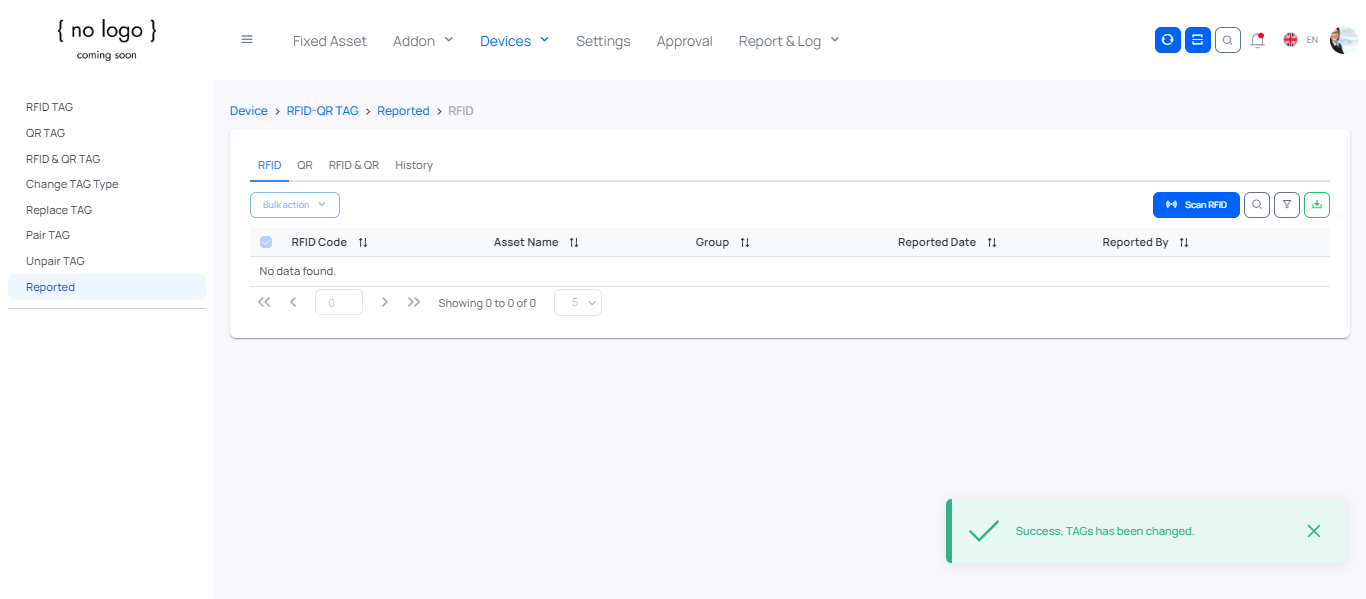 { no logo }
coming soon
Fixed Asset Addon Devices Settings Approval Report & Log EN
RFID TAG
QR TAG
RFID & QR TAG
Change TAG Type
Replace TAG
Pair TAG
Unpair TAG
Reported
Device > RFID-QR TAG > Reported > RFID
RFID QR RFID & QR History
Bulk action Scan RFID
RFID Code Asset Name Group Reported Date Reported By
No data found.
0 Showing 0 to 0 of 0 5
Success, TAGs has been changed.